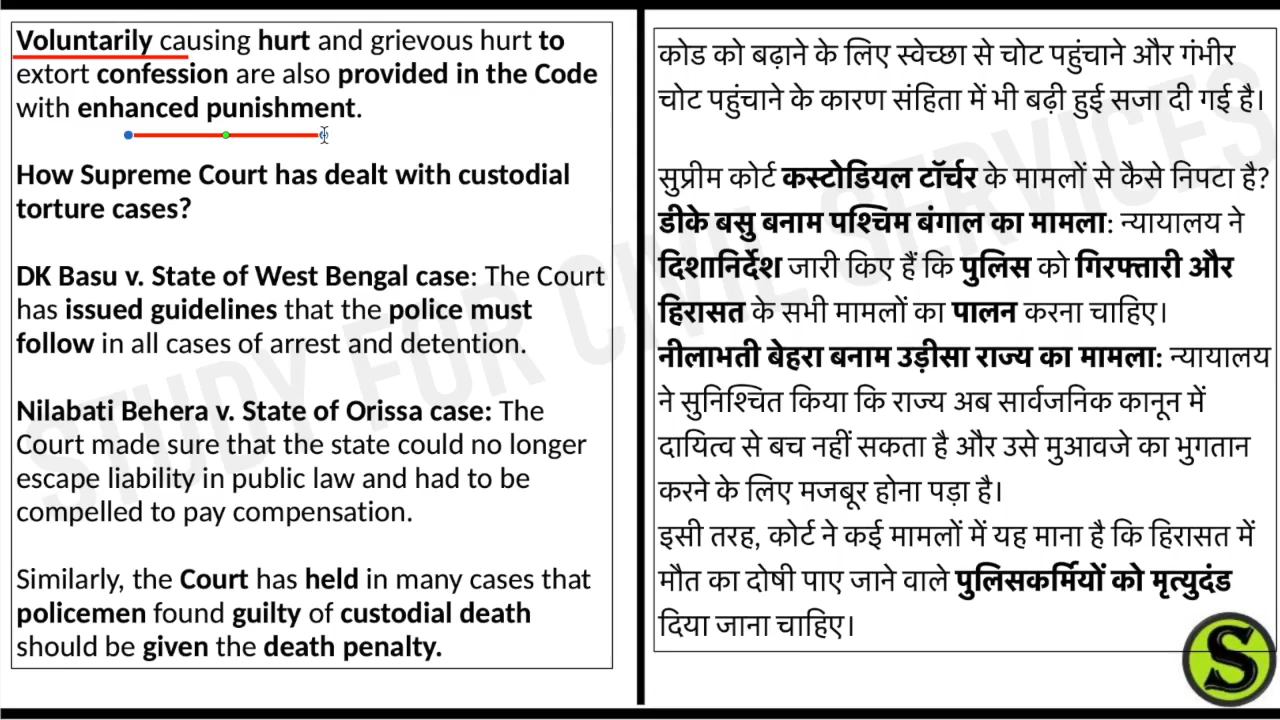 Voluntarily causing hurt and grievous hurt to
extort confession are also provided in the Code
with enhanced punishment.
How Supreme Court has dealt with custodial
torture cases?
DK Basu v. State of West Bengal case: The Court
has issued guidelines that the police must
follow in all cases of arrest and detention.
Nilabati Behera v. State of Orissa case: The
Court made sure that the state could no longer
escape liability in public law and had to be
compelled to pay compensation.
Similarly, the Court has held in many cases that
policemen found guilty of custodial death
should be given the death penalty.
कोड को बढ़ाने के लिए स्वेच्छा से चोट पहुंचाने और गंभीर
चोट पहुंचाने के कारण संहिता में भी बढ़ी हुई सजा दी गई है।
सुप्रीम कोर्ट कस्टोडियल टॉर्चर के मामलों से कैसे निपटा है?
डीके बसु बनाम पश्चिम बंगाल का मामला: न्यायालय ने
दिशानिर्देश जारी किए हैं कि पुलिस को गिरफ्तारी और
हिरासत के सभी मामलों का पालन करना चाहिए।
नीलाभती बेहरा बनाम उड़ीसा राज्य का मामला: न्यायालय
ने सुनिश्चित किया कि राज्य अब सार्वजनिक कानून में
दायित्व से बच नहीं सकता है और उसे मुआवजे का भुगतान
करने के लिए मजबूर होना पड़ा है।
इसी तरह, कोर्ट ने कई मामलों में यह माना है कि हिरासत में
मौत का दोषी पाए जाने वाले पुलिसकर्मियों को मृत्युदंड
दिया जाना चाहिए।
STUDY FOR CIVIL SERVICES
S